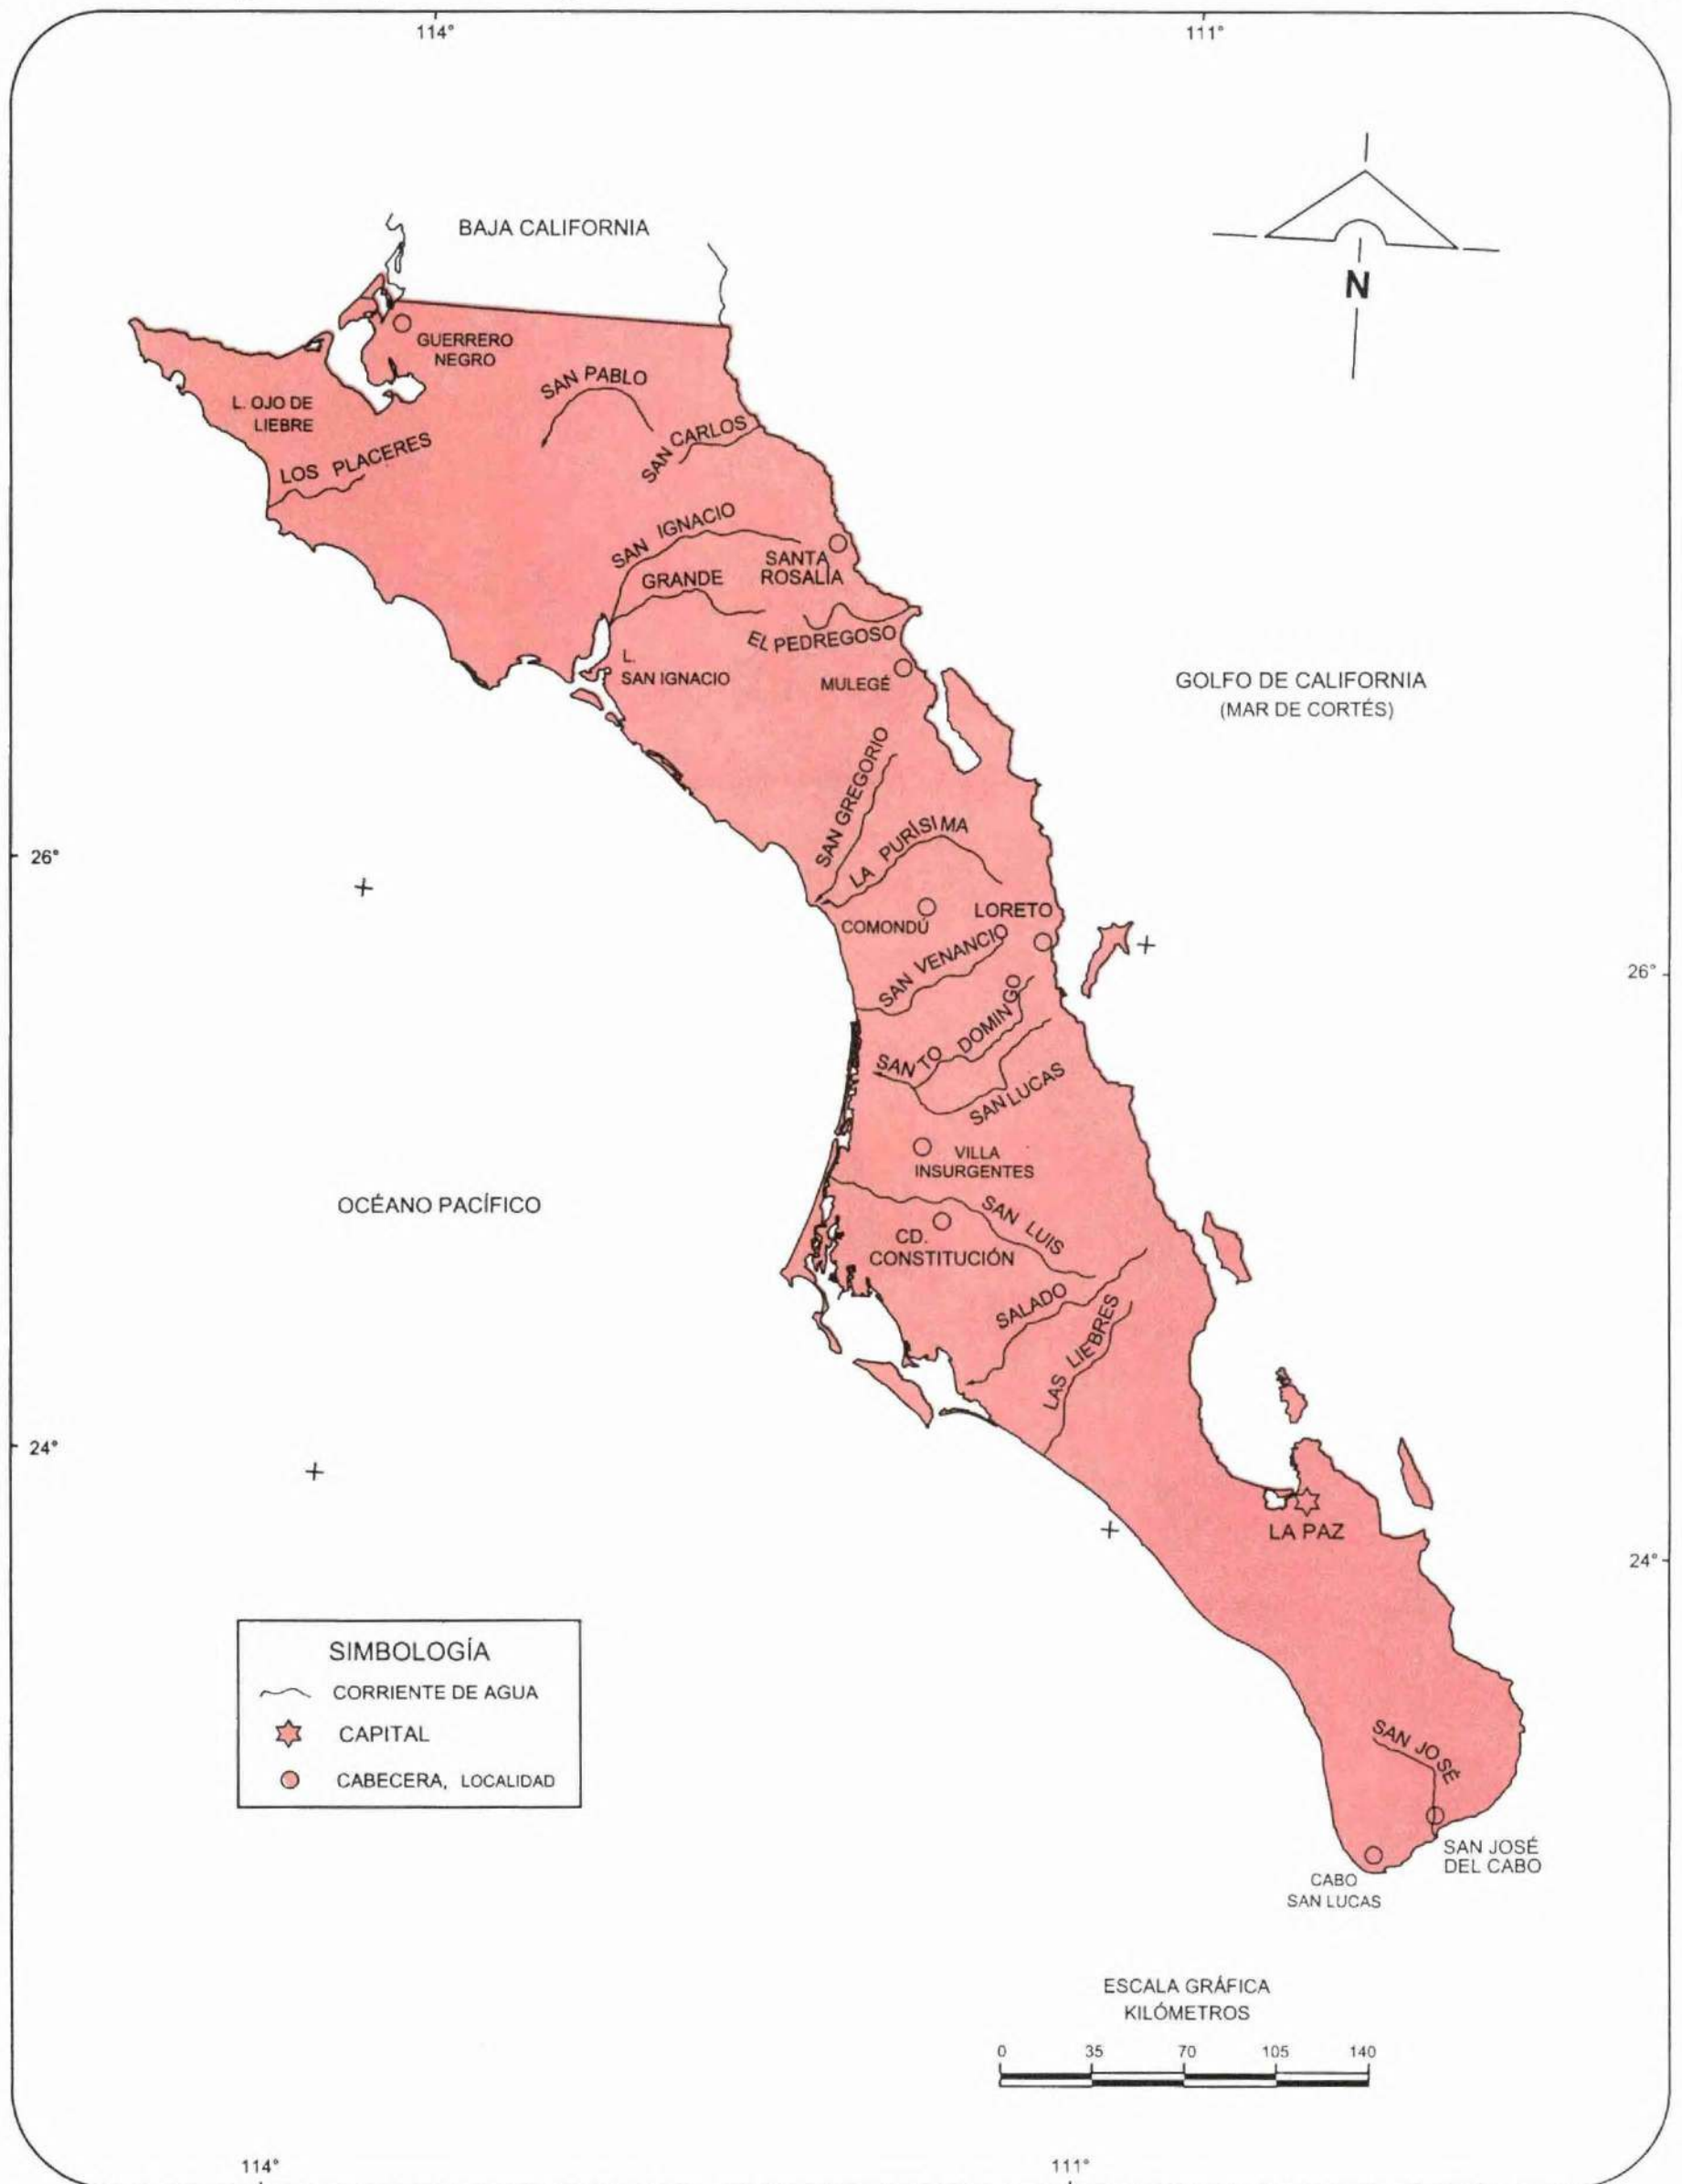 114°
111°
BAJA CALIFORNIA
N
GUERRERO
NEGRO
SAN PABLO
L. OJO DE
LIEBRE
SAN CARLOS
LOS PLACERES
SAN IGNACIO
SANTA
ROSALÍA
GRANDE
EL PEDREGOSO
L.
SAN IGNACIO
MULEGÉ
GOLFO DE CALIFORNIA
(MAR DE CORTÉS)
SAN GREGORIO
LA PURÍSIMA
26°
COMONDÚ
LORETO
SAN VENANCIO
26°
SANTO DOMINGO
SAN LUCAS
VILLA
INSURGENTES
OCÉANO PACÍFICO
SAN LUIS
CD.
CONSTITUCIÓN
SALADO
LAS LIEBRES
24°
LA PAZ
24°
SIMBOLOGÍA
CORRIENTE DE AGUA
CAPITAL
CABECERA, LOCALIDAD
SAN JOSÉ
SAN JOSÉ
DEL CABO
CABO
SAN LUCAS
ESCALA GRÁFICA
KILÓMETROS
0 35 70 105 140
114°
111°